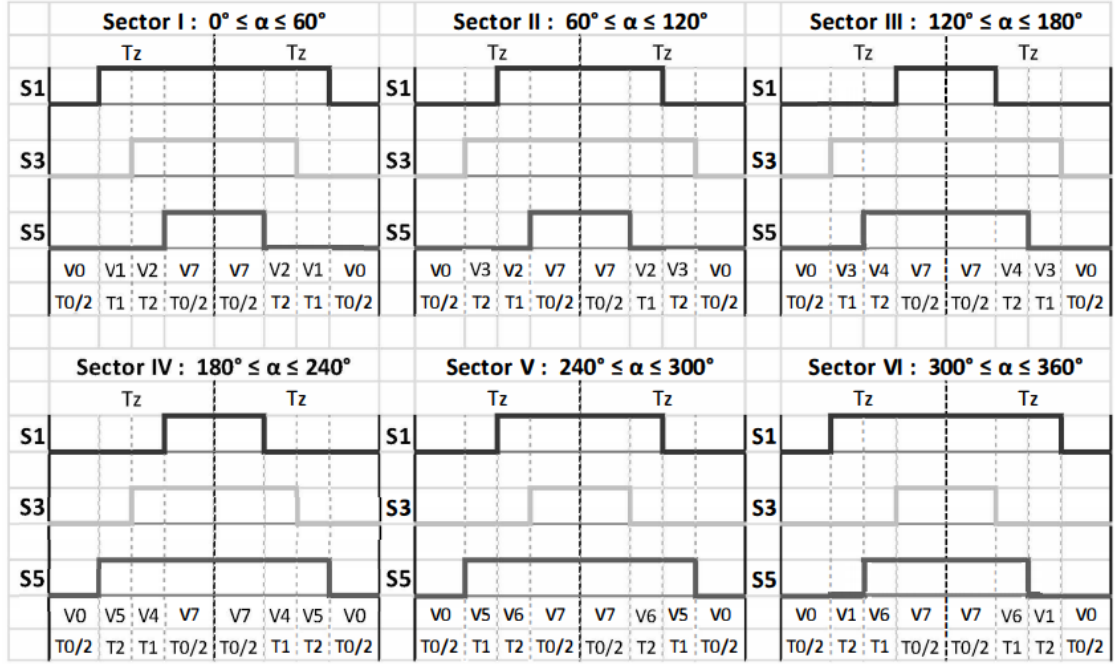 Sector I : 0° ≤ α ≤ 60° Sector II : 60° ≤ α ≤ 120° Sector III : 120° ≤ α ≤ 180°
Tz Tz Tz Tz Tz Tz
S1 S1 S1
S3 S3 S3
S5 S5 S5
V0 V1 V2 V7 V7 V2 V1 V0 V0 V3 V2 V7 V7 V2 V3 V0 V0 V3 V4 V7 V7 V4 V3 V0
T0/2 T1 T2 T0/2 T0/2 T2 T1 T0/2 T0/2 T2 T1 T0/2 T0/2 T1 T2 T0/2 T0/2 T1 T2 T0/2 T0/2 T2 T1 T0/2
Sector IV : 180° ≤ α ≤ 240° Sector V : 240° ≤ α ≤ 300° Sector VI : 300° ≤ α ≤ 360°
Tz Tz Tz Tz Tz Tz
S1 S1 S1
S3 S3 S3
S5 S5 S5
V0 V5 V4 V7 V7 V4 V5 V0 V0 V5 V6 V7 V7 V6 V5 V0 V0 V1 V6 V7 V7 V6 V1 V0
T0/2 T2 T1 T0/2 T0/2 T1 T2 T0/2 T0/2 T1 T2 T0/2 T0/2 T2 T1 T0/2 T0/2 T2 T1 T0/2 T0/2 T1 T2 T0/2